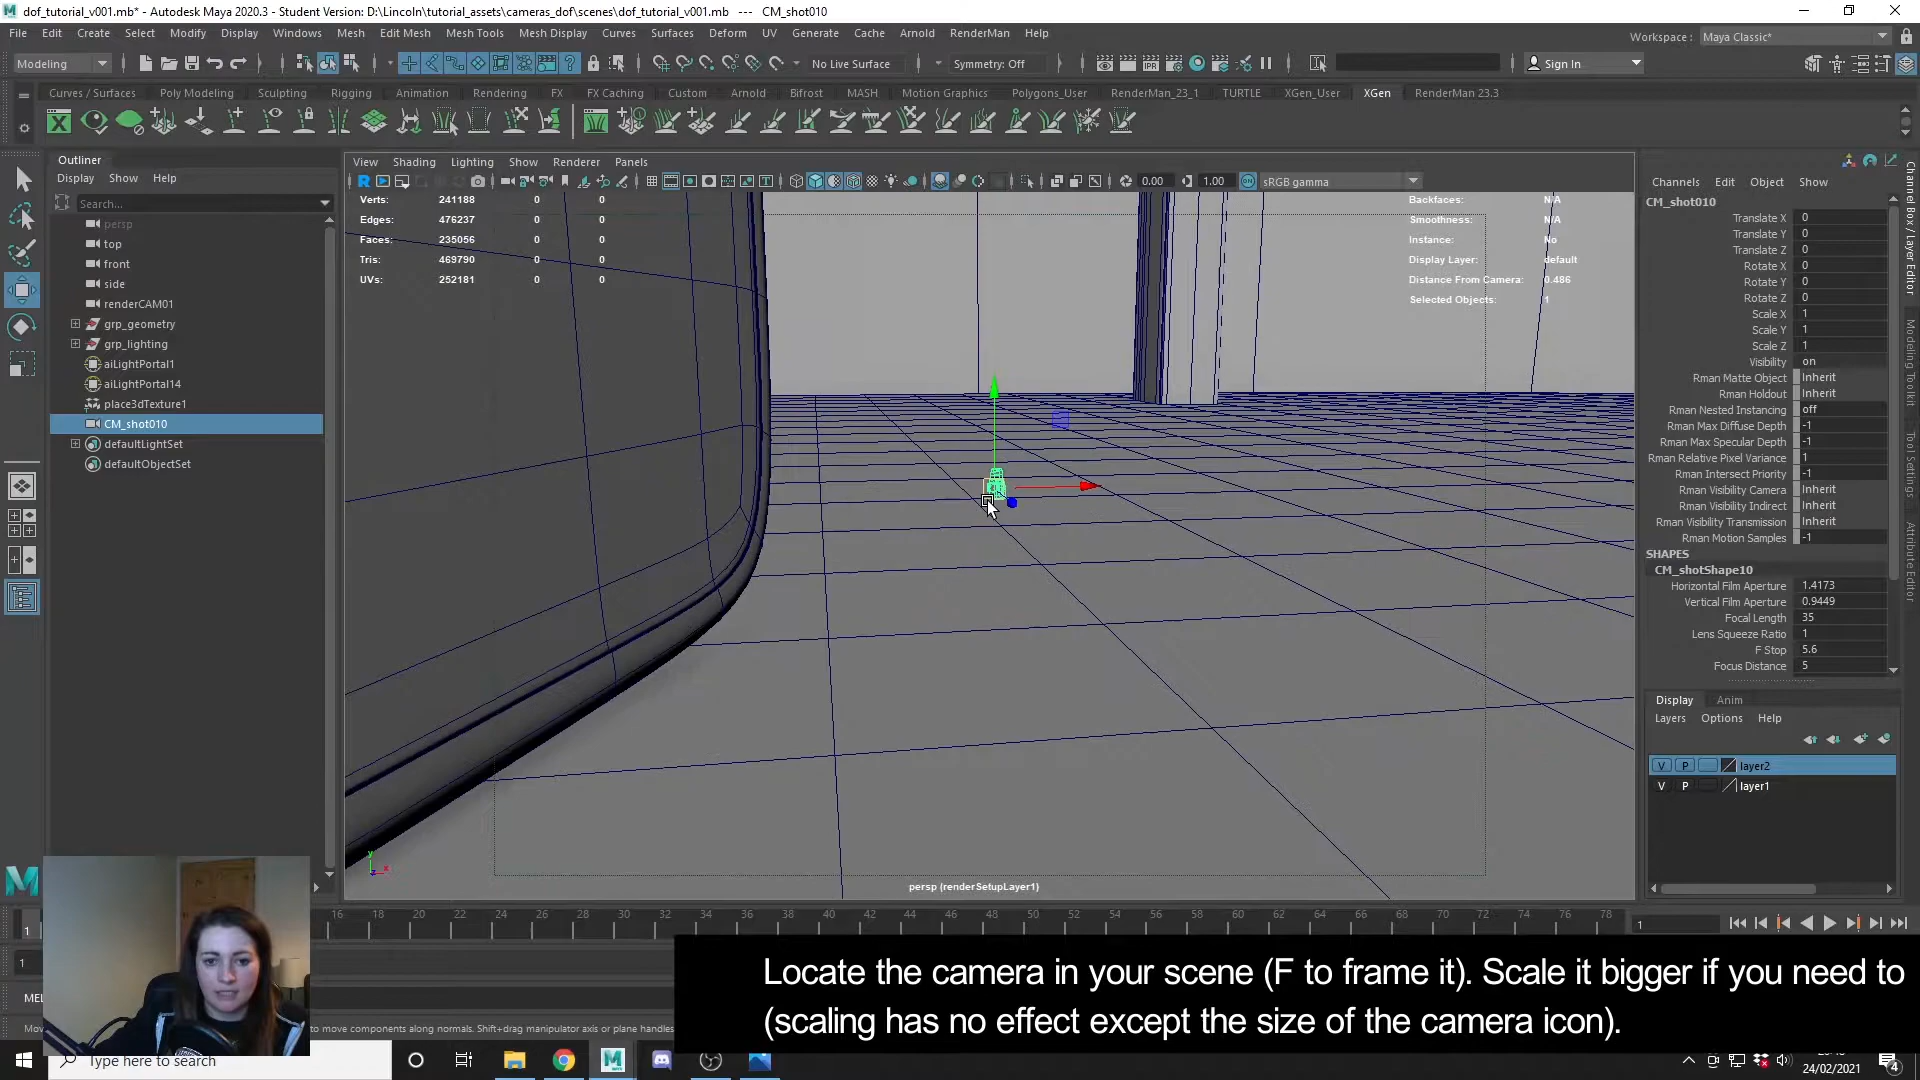 dof_tutorial_v001.mb* - Autodesk Maya 2020.3 - Student Version: D:\Lincoln\tutorial_assets\cameras_dof\scenes\dof_tutorial_v001.mb --- CM_shot010
File Edit Create Select Modify Display Windows Mesh Edit Mesh Mesh Tools Mesh Display Curves Surfaces Deform UV Generate Cache Arnold RenderMan Help
Workspace : Maya Classic*
Modeling No Live Surface Symmetry: Off Sign In
Curves / Surfaces Poly Modeling Sculpting Rigging Animation Rendering FX FX Caching Custom Arnold Bifrost MASH Motion Graphics Polygons_User RenderMan_23_1 TURTLE XGen_User XGen RenderMan 23.3
Outliner
Display Show Help
Search...
persp
top
front
side
renderCAM01
grp_geometry
grp_lighting
aiLightPortal1
aiLightPortal14
place3dTexture1
CM_shot010
defaultLightSet
defaultObjectSet
View Shading Lighting Show Renderer Panels
0.00 1.00 sRGB gamma
Verts: 241188 0 0
Edges: 476237 0 0
Faces: 235056 0 0
Tris: 469790 0 0
UVs: 252181 0 0
Backfaces: N/A
Smoothness: N/A
Instance: No
Display Layer: default
Distance From Camera: 0.486
Selected Objects: 1
persp (renderSetupLayer1)
Channels Edit Object Show
CM_shot010
Translate X 0
Translate Y 0
Translate Z 0
Rotate X 0
Rotate Y 0
Rotate Z 0
Scale X 1
Scale Y 1
Scale Z 1
Visibility on
Rman Matte Object Inherit
Rman Holdout Inherit
Rman Nested Instancing off
Rman Max Diffuse Depth -1
Rman Max Specular Depth -1
Rman Relative Pixel Variance 1
Rman Intersect Priority -1
Rman Visibility Camera Inherit
Rman Visibility Indirect Inherit
Rman Visibility Transmission Inherit
Rman Motion Samples -1
SHAPES
CM_shotShape10
Horizontal Film Aperture 1.4173
Vertical Film Aperture 0.9449
Focal Length 35
Lens Squeeze Ratio 1
F Stop 5.6
Focus Distance 5
Display Anim
Layers Options Help
V P layer2
V P layer1
Channel Box / Layer Editor
Modeling Toolkit
Tool Settings
Attribute Editor
1 16 18 20 22 24 26 28 30 32 34 36 38 40 42 44 46 48 50 52 54 56 58 60 62 64 66 68 70 72 74 76 78 1
1
MEL
Locate the camera in your scene (F to frame it). Scale it bigger if you need to
(scaling has no effect except the size of the camera icon).
to move components along normals. Shift+drag manipulator axis or plane handles
Type here to search
24/02/2021
4